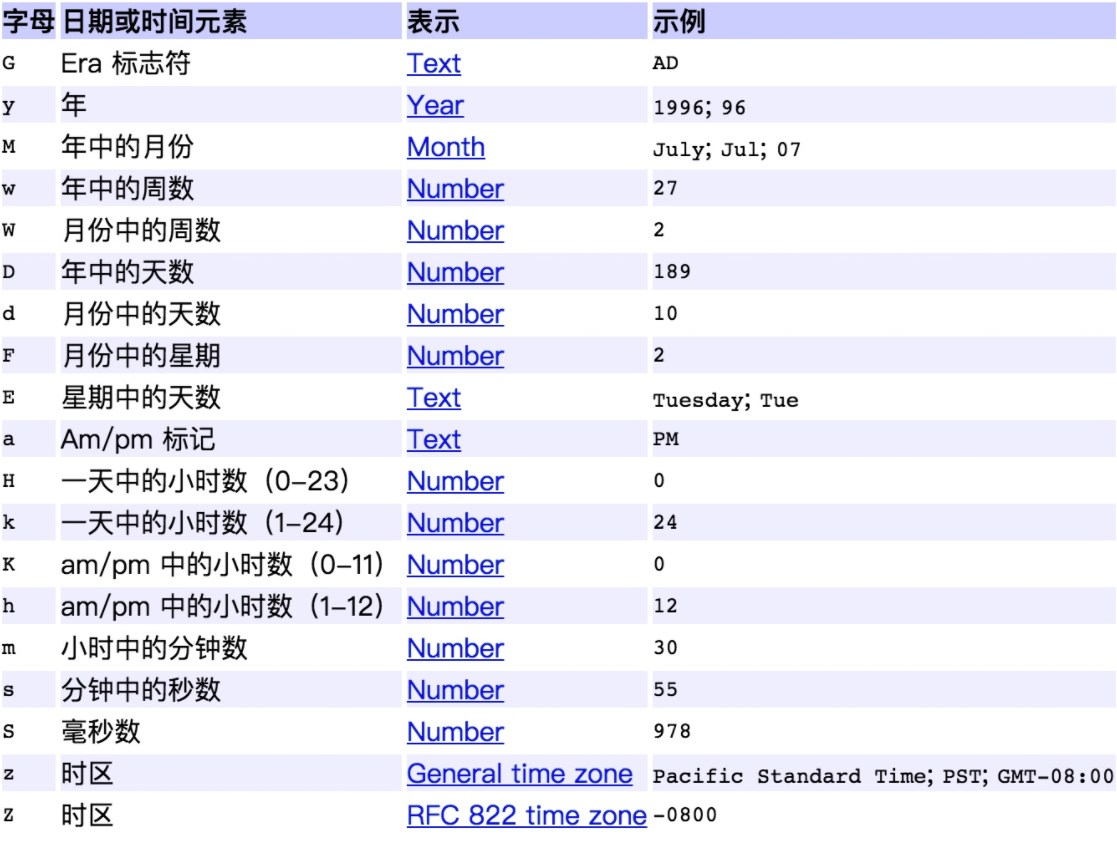 字母 日期或时间元素 表示 示例
G Era 标志符 Text AD
y 年 Year 1996; 96
M 年中的月份 Month July; Jul; 07
w 年中的周数 Number 27
W 月份中的周数 Number 2
D 年中的天数 Number 189
d 月份中的天数 Number 10
F 月份中的星期 Number 2
E 星期中的天数 Text Tuesday; Tue
a Am/pm 标记 Text PM
H 一天中的小时数（0-23） Number 0
k 一天中的小时数（1-24） Number 24
K am/pm 中的小时数（0-11） Number 0
h am/pm 中的小时数（1-12） Number 12
m 小时中的分钟数 Number 30
s 分钟中的秒数 Number 55
S 毫秒数 Number 978
z 时区 General time zone Pacific Standard Time; PST; GMT-08:00
Z 时区 RFC 822 time zone -0800